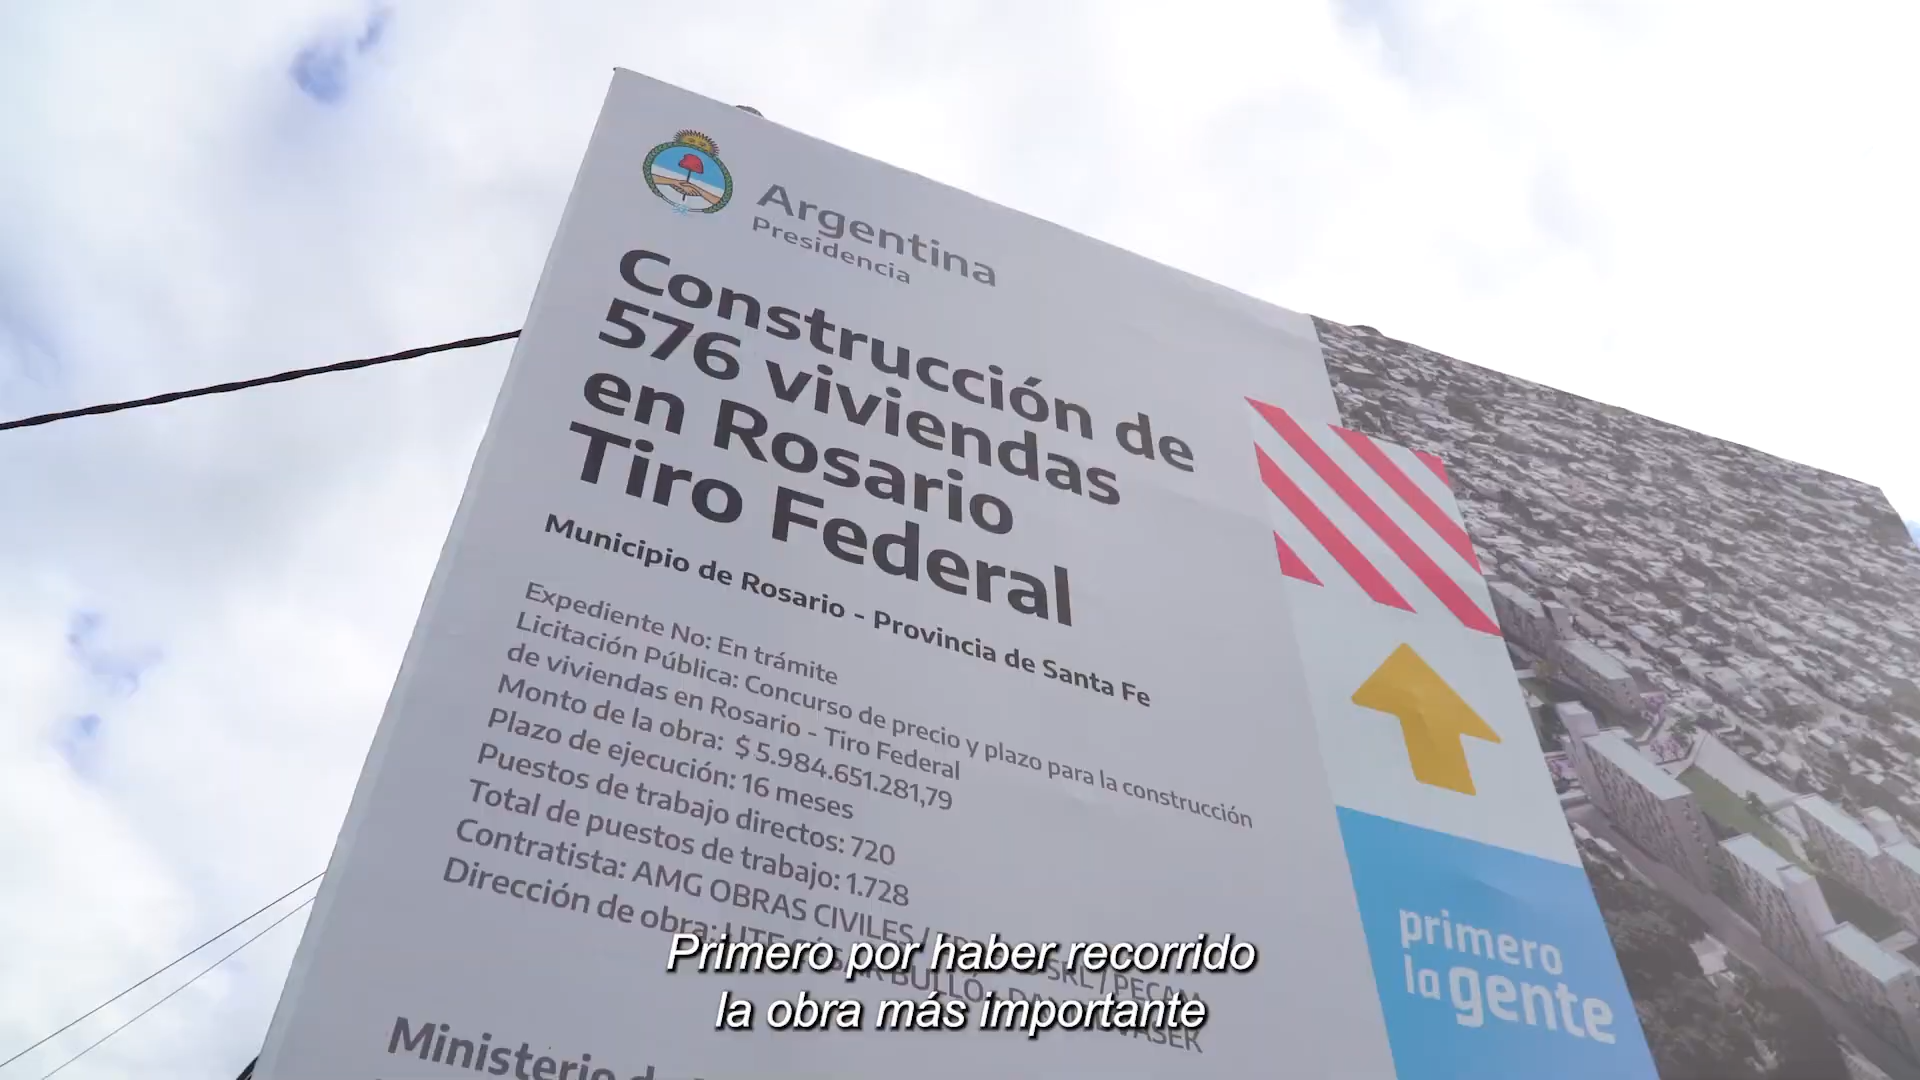 Argentina
Presidencia
Construcción de
576 viviendas
en Rosario
Tiro Federal
Municipio de Rosario - Provincia de Santa Fe
Expediente No: En trámite
Licitación Pública: Concurso de precio y plazo para la construcción
de viviendas en Rosario - Tiro Federal
Monto de la obra: $ 5.984.651.281,79
Plazo de ejecución: 16 meses
Puestos de trabajo directos: 720
Total de puestos de trabajo: 1.728
Contratista: AMG OBRAS CIVILES / SRL / PECAM
Dirección de obra: UTE
Ministerio
primero
la gente
Primero por haber recorrido
la obra más importante